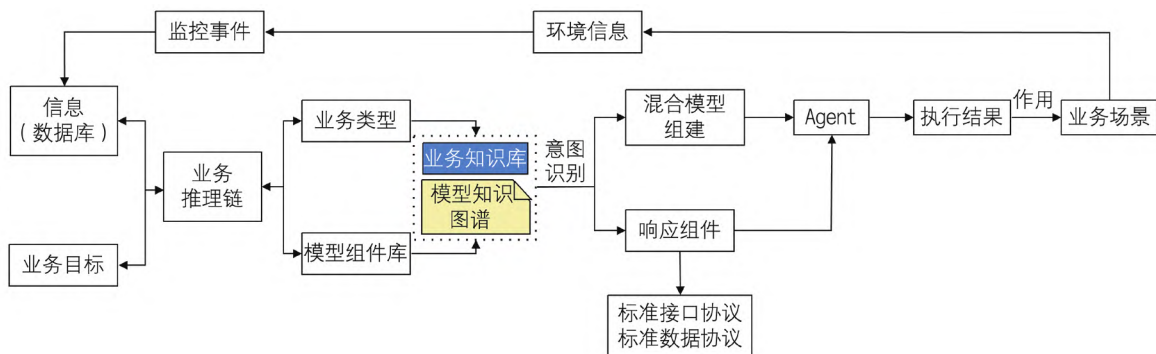 监控事件
环境信息
信息
（数据库）
业务类型
混合模型
组建
Agent
执行结果
作用
业务场景
业务
推理链
业务知识库
意图
识别
模型知识
图谱
响应组件
业务目标
模型组件库
标准接口协议
标准数据协议